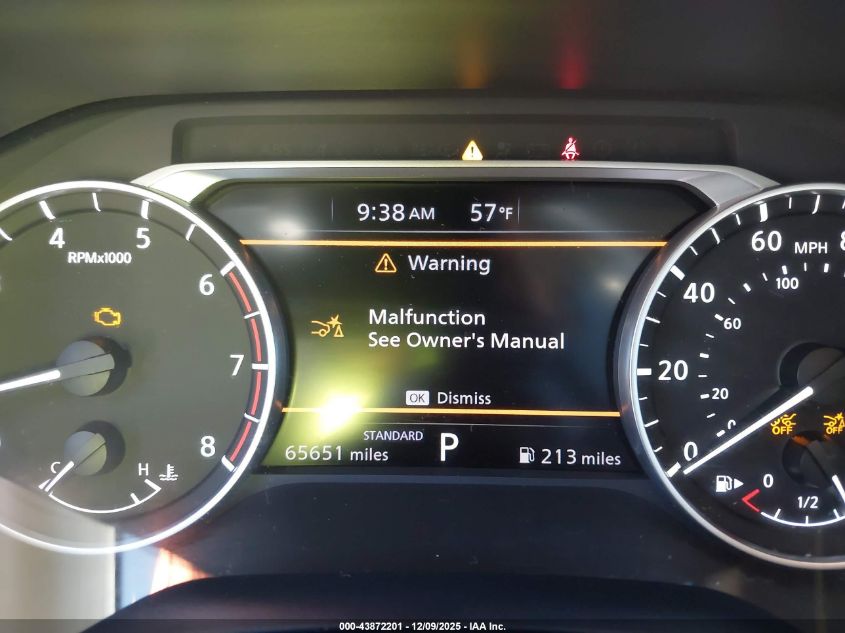 9:38 AM 57°F
Warning
Malfunction
See Owner's Manual
OK Dismiss
STANDARD
65651 miles P 213 miles
4 5 6 7 8
RPMx1000
C H
0 20 40 60
MPH
20 60 100
OFF OFF
0 1/2
000-43872201 - 12/09/2025 - IAA Inc.